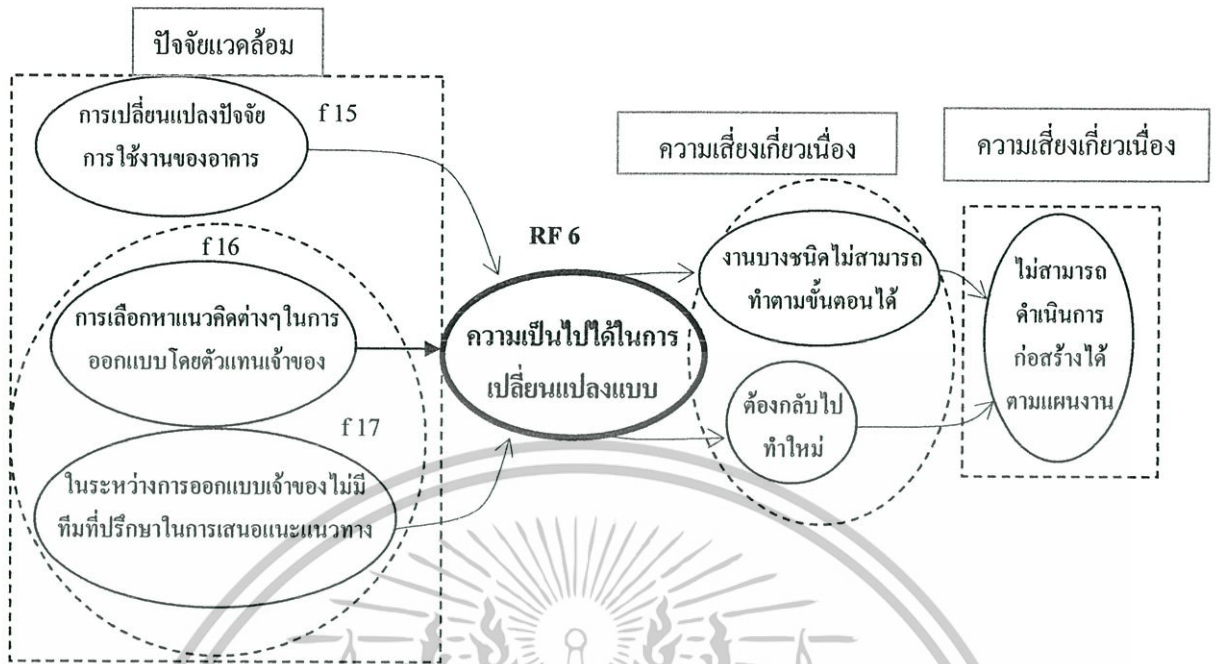 ปัจจัยแวดล้อม
การเปลี่ยนแปลงปัจจัย
การใช้งานของอาคาร
f 15
f 16
การเลือกหาแนวคิดต่างๆ ในการ
ออกแบบโดยตัวแทนเจ้าของ
f 17
ในระหว่างการออกแบบเจ้าของไม่มี
ทีมที่ปรึกษาในการเสนอแนะแนวทาง
RF 6
ความเป็นไปได้ในการ
เปลี่ยนแปลงแบบ
ความเสี่ยงเกี่ยวเนื่อง
งานบางชนิดไม่สามารถ
ทำตามขั้นตอนได้
ต้องกลับไป
ทำใหม่
ความเสี่ยงเกี่ยวเนื่อง
ไม่สามารถ
ดำเนินการ
ก่อสร้างได้
ตามแผนงาน